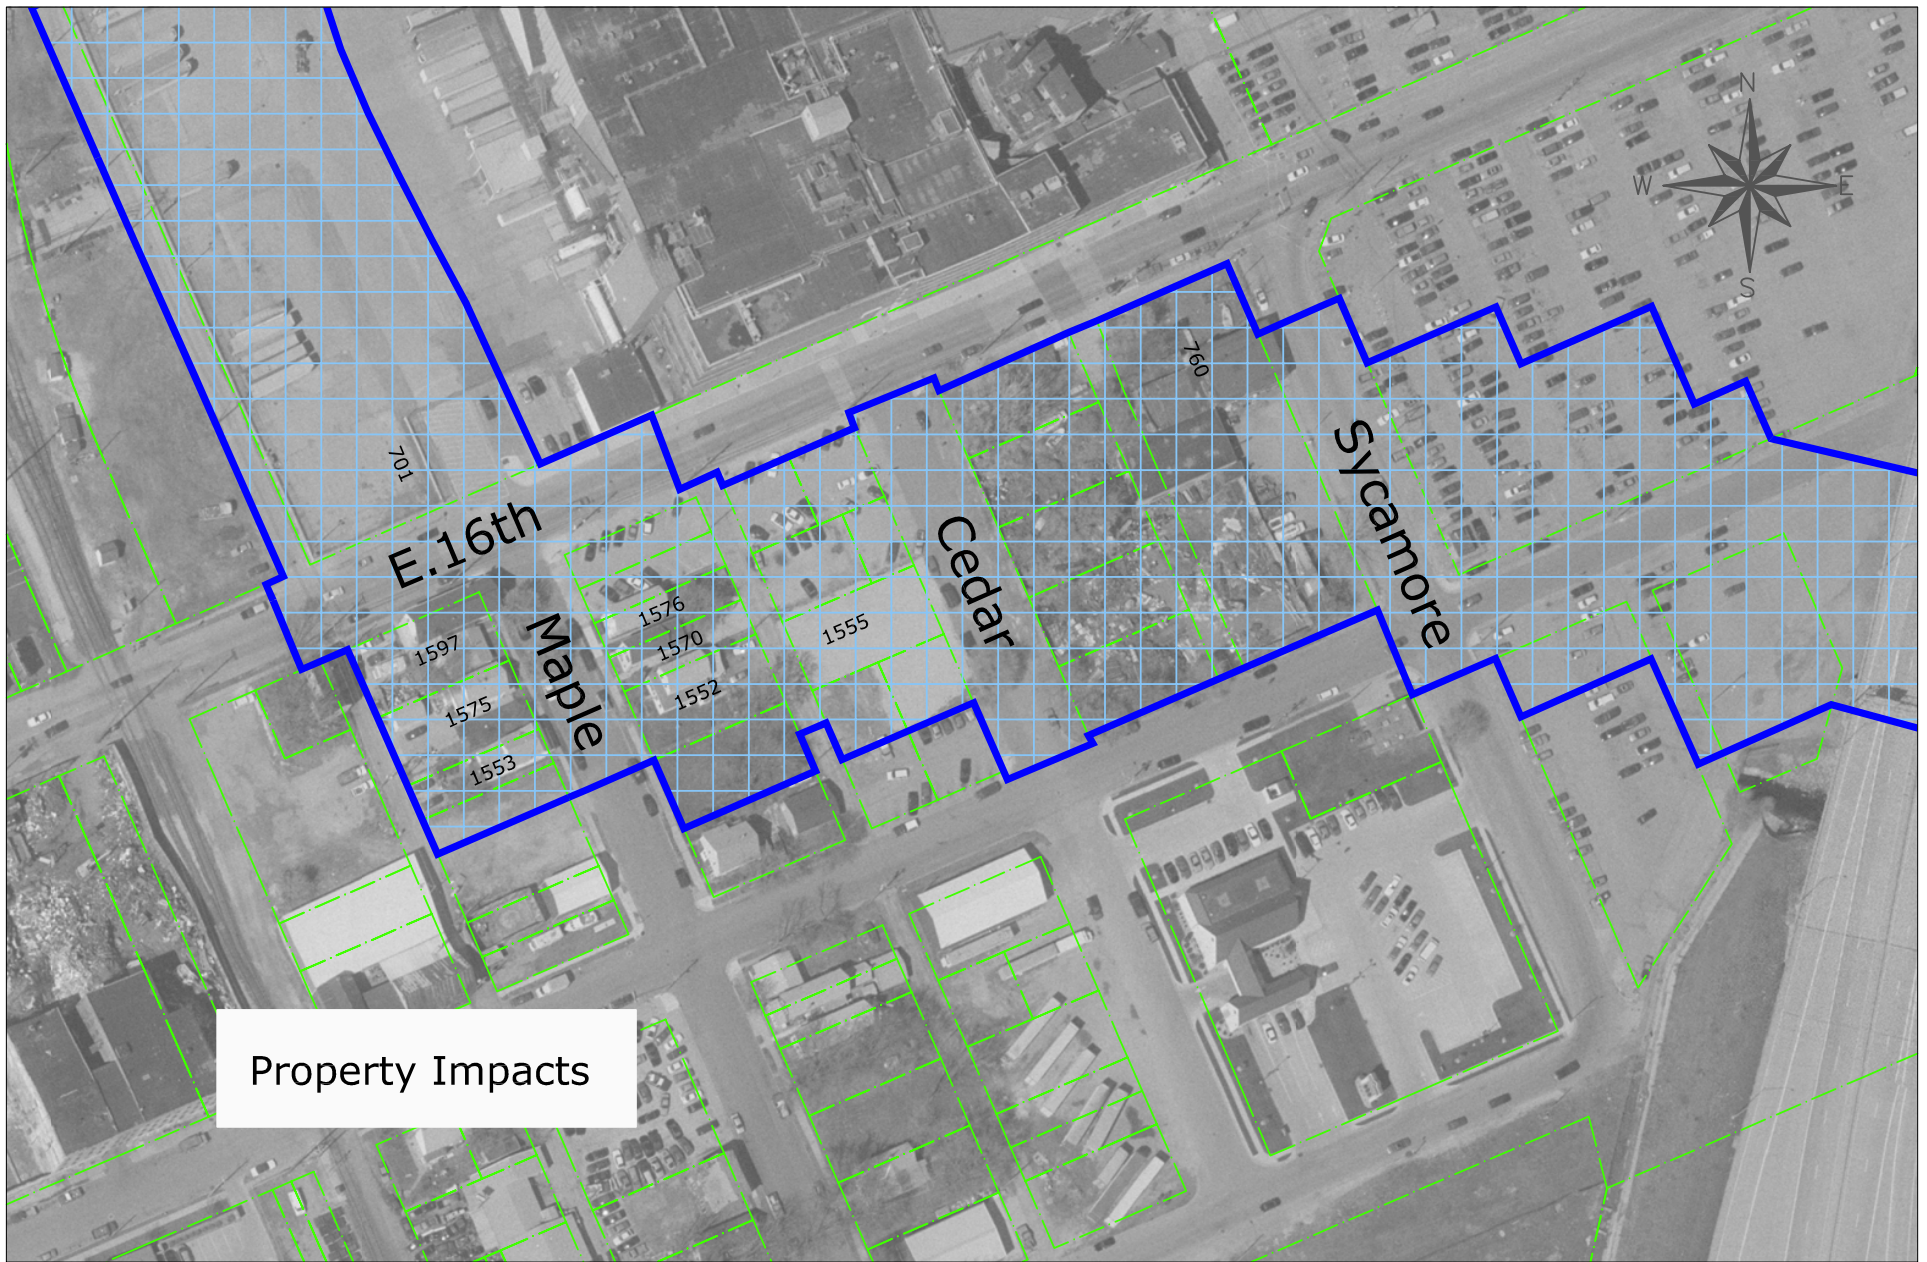 N
W
E
S
760
701
E.16th
Sycamore
Cedar
Maple
1576
1570
1552
1555
1597
1575
1553
Property Impacts